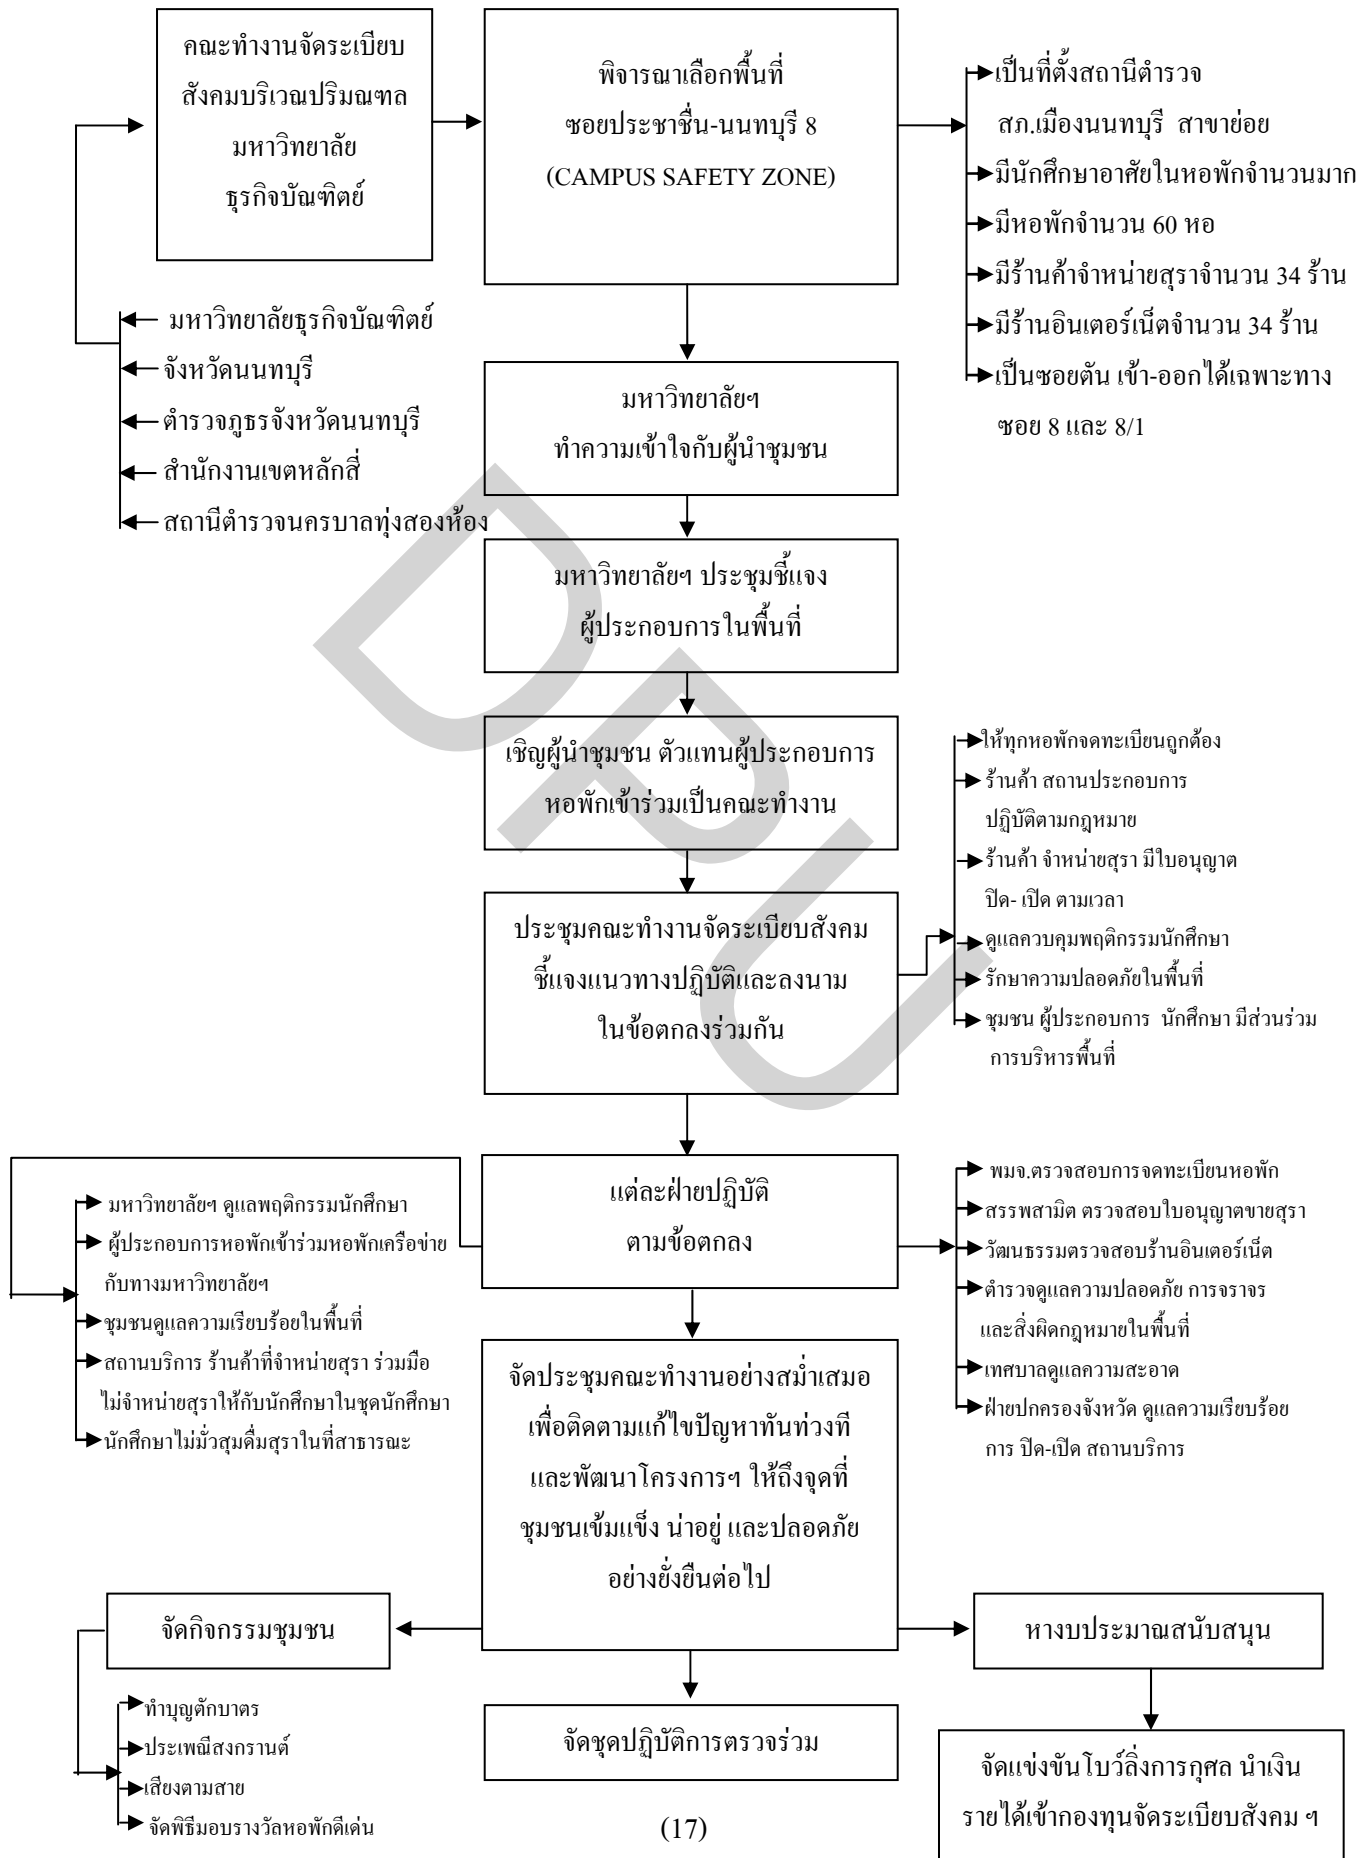 คณะทำงานจัดระเบียบ
สังคมบริเวณปริมณฑล
มหาวิทยาลัย
ธุรกิจบัณฑิตย์
พิจารณาเลือกพื้นที่
ซอยประชาชื่น-นนทบุรี 8
(CAMPUS SAFETY ZONE)
เป็นที่ตั้งสถานีตำรวจ
สภ.เมืองนนทบุรี สาขาย่อย
มีนักศึกษาอาศัยในหอพักจำนวนมาก
มีหอพักจำนวน 60 หอ
มีร้านค้าจำหน่ายสุราจำนวน 34 ร้าน
มีร้านอินเตอร์เน็ตจำนวน 34 ร้าน
เป็นซอยตัน เข้า-ออกได้เฉพาะทาง
ซอย 8 และ 8/1
มหาวิทยาลัยธุรกิจบัณฑิตย์
จังหวัดนนทบุรี
ตำรวจภูธรจังหวัดนนทบุรี
สำนักงานเขตหลักสี่
สถานีตำรวจนครบาลทุ่งสองห้อง
มหาวิทยาลัยฯ
ทำความเข้าใจกับผู้นำชุมชน
มหาวิทยาลัยฯ ประชุมชี้แจง
ผู้ประกอบการในพื้นที่
เชิญผู้นำชุมชน ตัวแทนผู้ประกอบการ
หอพักเข้าร่วมเป็นคณะทำงาน
ประชุมคณะทำงานจัดระเบียบสังคม
ชี้แจงแนวทางปฏิบัติและลงนาม
ในข้อตกลงร่วมกัน
ให้ทุกหอพักจดทะเบียนถูกต้อง
ร้านค้า สถานประกอบการ
ปฏิบัติตามกฎหมาย
ร้านค้า จำหน่ายสุรา มีใบอนุญาต
ปิด- เปิด ตามเวลา
ดูแลควบคุมพฤติกรรมนักศึกษา
รักษาความปลอดภัยในพื้นที่
ชุมชน ผู้ประกอบการ นักศึกษา มีส่วนร่วม
การบริหารพื้นที่
แต่ละฝ่ายปฏิบัติ
ตามข้อตกลง
มหาวิทยาลัยฯ ดูแลพฤติกรรมนักศึกษา
ผู้ประกอบการหอพักเข้าร่วมหอพักเครือข่าย
กับทางมหาวิทยาลัยฯ
ชุมชนดูแลความเรียบร้อยในพื้นที่
สถานบริการ ร้านค้าที่จำหน่ายสุรา ร่วมมือ
ไม่จำหน่ายสุราให้กับนักศึกษาในชุดนักศึกษา
นักศึกษาไม่มั่วสุมดื่มสุราในที่สาธารณะ
พมจ.ตรวจสอบการจดทะเบียนหอพัก
สรรพสามิต ตรวจสอบใบอนุญาตขายสุรา
วัฒนธรรมตรวจสอบร้านอินเตอร์เน็ต
ตำรวจดูแลความปลอดภัย การจราจร
และสิ่งผิดกฎหมายในพื้นที่
เทศบาลดูแลความสะอาด
ฝ่ายปกครองจังหวัด ดูแลความเรียบร้อย
การ ปิด-เปิด สถานบริการ
จัดประชุมคณะทำงานอย่างสม่ำเสมอ
เพื่อติดตามแก้ไขปัญหาทันท่วงที
และพัฒนาโครงการฯ ให้ถึงจุดที่
ชุมชนเข้มแข็ง น่าอยู่ และปลอดภัย
อย่างยั่งยืนต่อไป
จัดกิจกรรมชุมชน
หางบประมาณสนับสนุน
ทำบุญตักบาตร
ประเพณีสงกรานต์
เสียงตามสาย
จัดพิธีมอบรางวัลหอพักดีเด่น
จัดชุดปฏิบัติการตรวจร่วม
จัดแข่งขันโบว์ลิ่งการกุศล นำเงิน
รายได้เข้ากองทุนจัดระเบียบสังคม ฯ
(17)
DPU